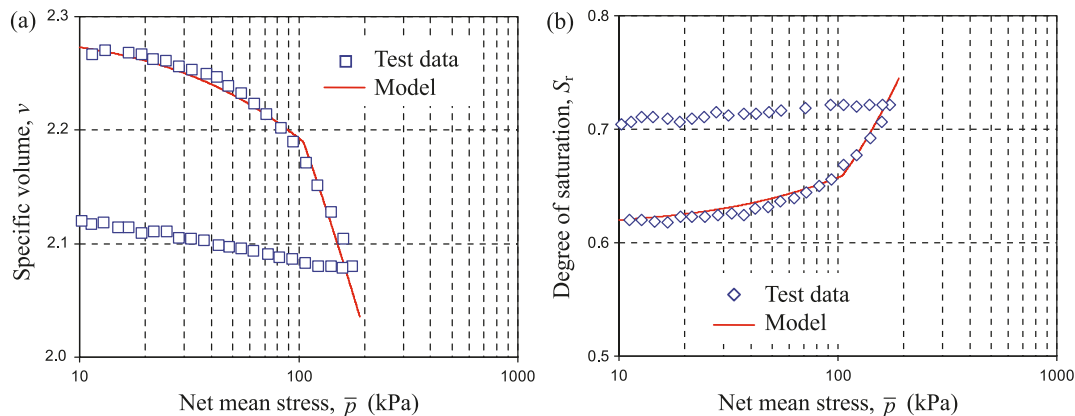 (a)
2.3
2.2
2.1
2.0
Specific volume, v
Test data
Model
10
100
1000
Net mean stress, p̅ (kPa)
(b)
0.8
0.7
0.6
0.5
Degree of saturation, Sr
Test data
Model
10
100
1000
Net mean stress, p̅ (kPa)